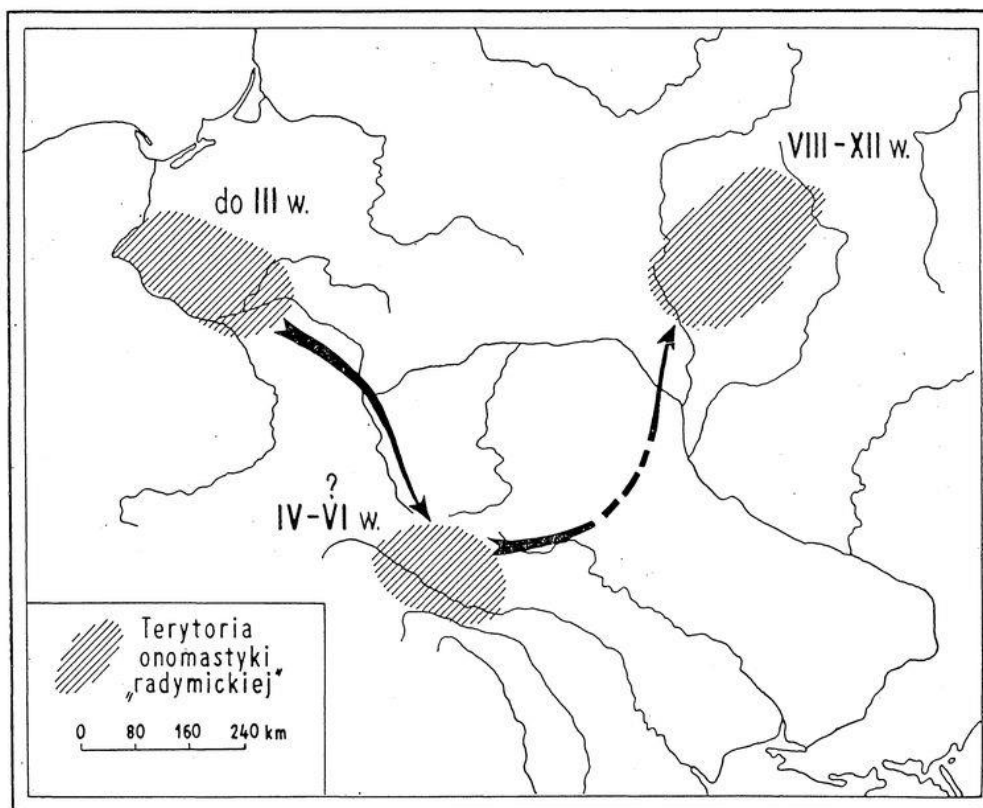 VIII-XII w.
do III w.
?
IV-VI w.
Terytoria
onomastyki
„radymickiej“
0 80 160 240 km